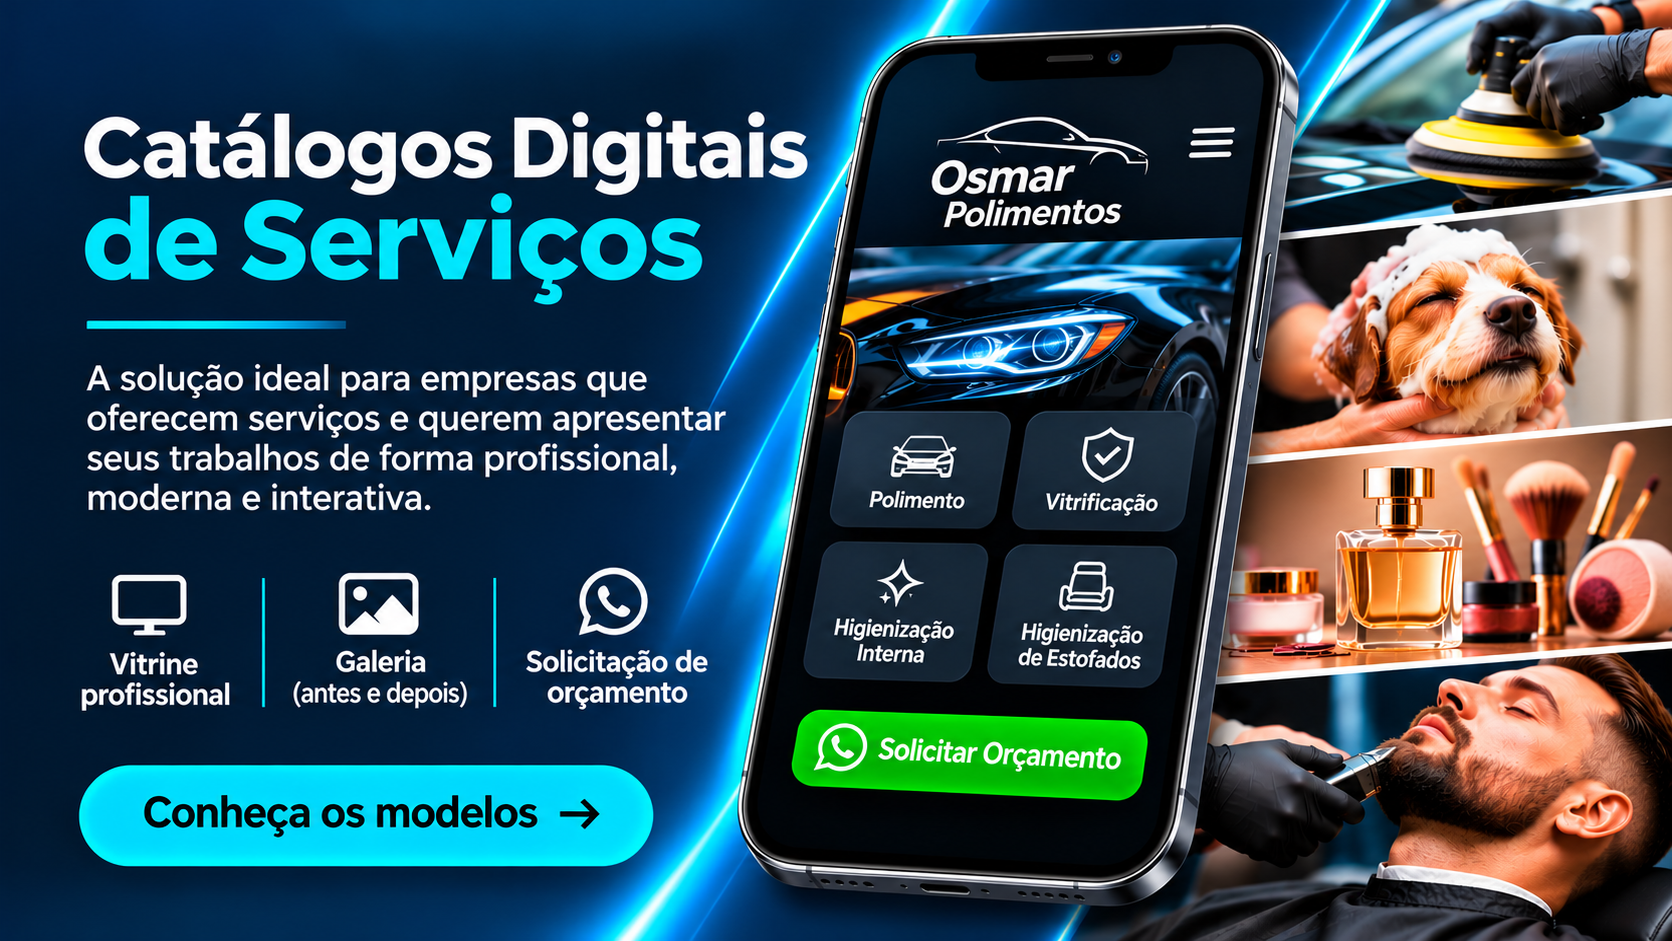 Catálogos Digitais
de Serviços
A solução ideal para empresas que
oferecem serviços e querem apresentar
seus trabalhos de forma profissional,
moderna e interativa.
Vitrine
profissional
Galeria
(antes e depois)
Solicitação de
orçamento
Conheça os modelos →
Osmar
Polimentos
Polimento
Vitrificação
Higienização
Interna
Higienização
de Estofados
Solicitar Orçamento